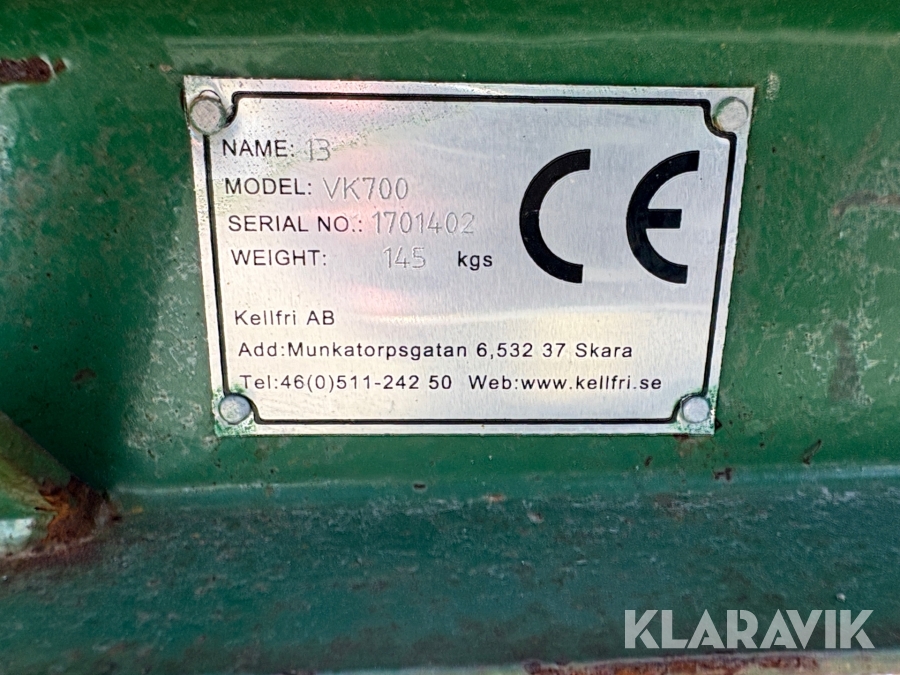 NAME: 13
MODEL: VK700
SERIAL NO.: 1701402
WEIGHT: 145 kgs
CE
Kellfri AB
Add:Munkatorpsgatan 6,532 37 Skara
Tel:46(0)511-242 50 Web:www.kellfri.se
KLARAVIK